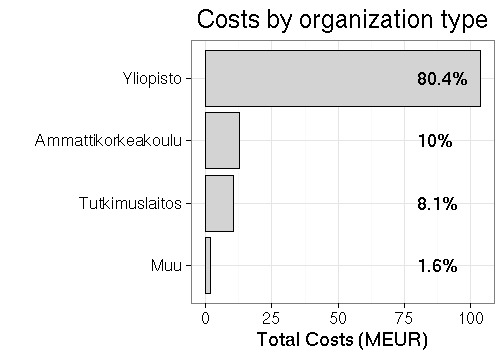 Costs by organization type
Yliopisto
80.4%
Ammattikorkeakoulu
10%
Tutkimuslaitos
8.1%
Muu
1.6%
0 25 50 75 100
Total Costs (MEUR)